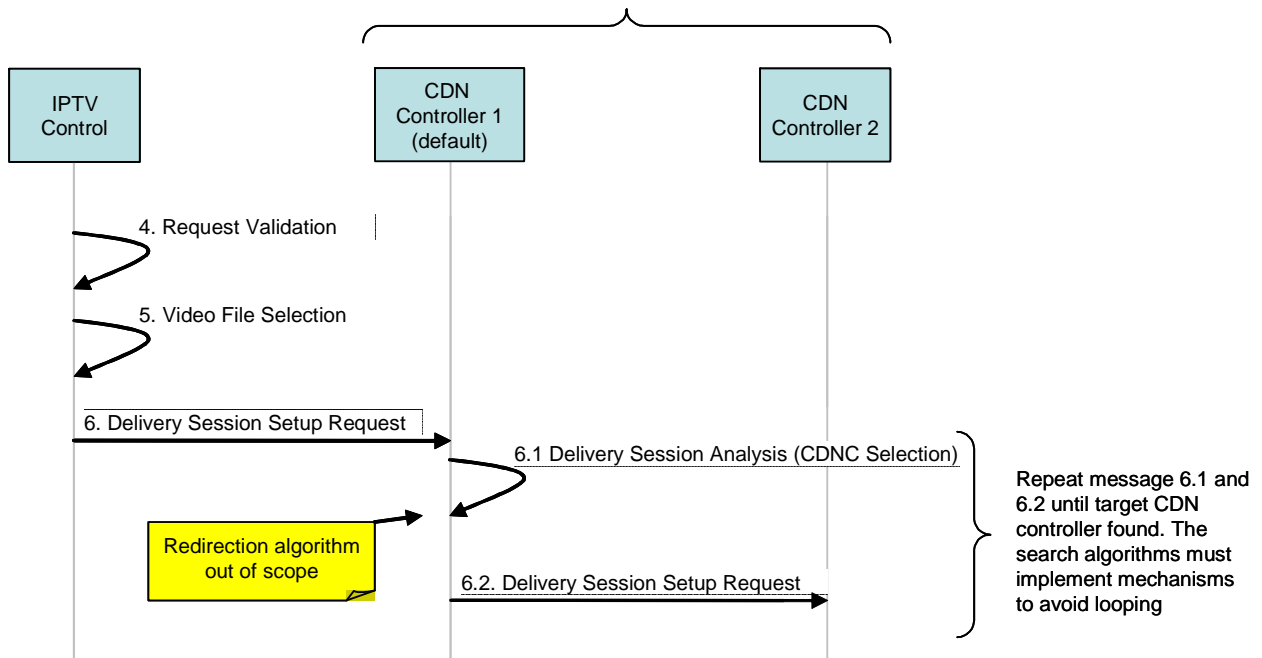 IPTV
Control
CDN
Controller 1
(default)
CDN
Controller 2
4. Request Validation
5. Video File Selection
6. Delivery Session Setup Request
6.1 Delivery Session Analysis (CDNC Selection)
Redirection algorithm
out of scope
6.2. Delivery Session Setup Request
Repeat message 6.1 and
6.2 until target CDN
controller found. The
search algorithms must
implement mechanisms
to avoid looping